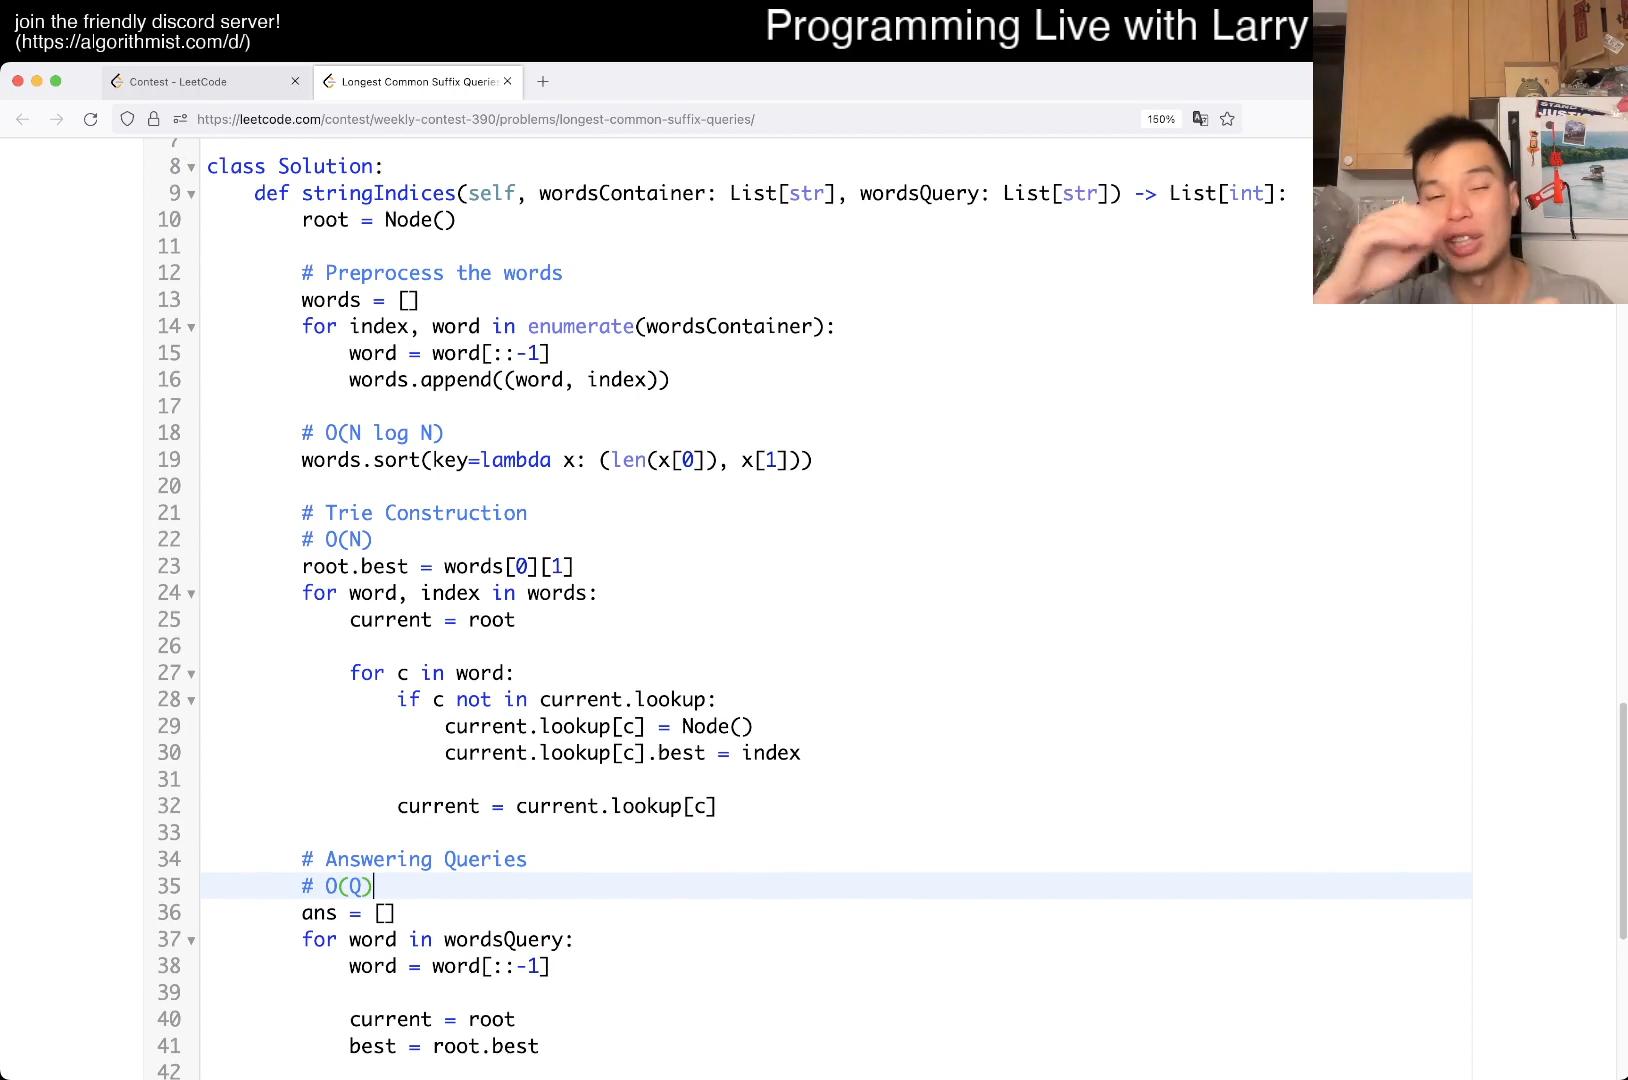 join the friendly discord server!
(https://algorithmist.com/d/)
Programming Live with Larry
Contest - LeetCode
Longest Common Suffix Queries
https://leetcode.com/contest/weekly-contest-390/problems/longest-common-suffix-queries/
150%
7
8 class Solution:
9     def stringIndices(self, wordsContainer: List[str], wordsQuery: List[str]) -> List[int]:
10         root = Node()
11
12         # Preprocess the words
13         words = []
14         for index, word in enumerate(wordsContainer):
15             word = word[::-1]
16             words.append((word, index))
17
18         # O(N log N)
19         words.sort(key=lambda x: (len(x[0]), x[1]))
20
21         # Trie Construction
22         # O(N)
23         root.best = words[0][1]
24         for word, index in words:
25             current = root
26
27             for c in word:
28                 if c not in current.lookup:
29                     current.lookup[c] = Node()
30                     current.lookup[c].best = index
31
32                 current = current.lookup[c]
33
34         # Answering Queries
35         # O(Q)
36         ans = []
37         for word in wordsQuery:
38             word = word[::-1]
39
40             current = root
41             best = root.best
42